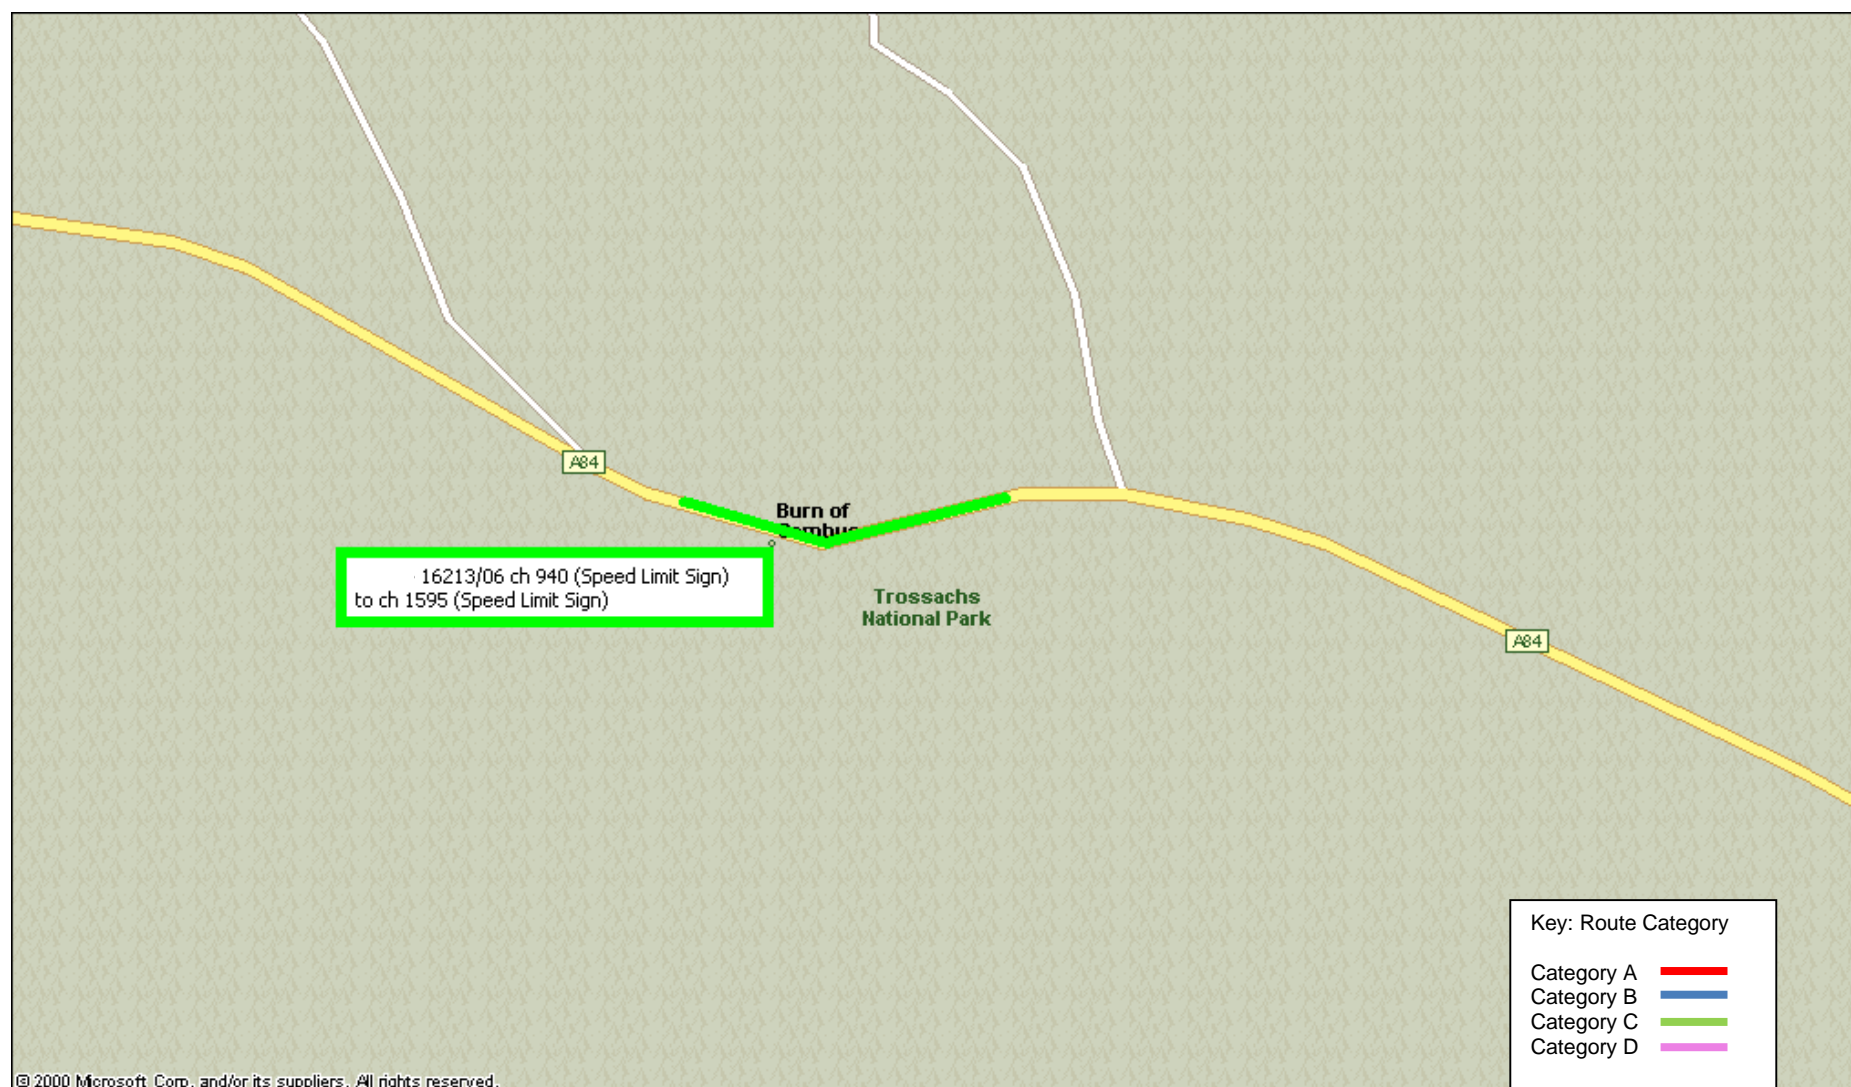 A84
Burn of
16213/06 ch 940 (Speed Limit Sign)
to ch 1595 (Speed Limit Sign)
Trossachs
National Park
A84
Key: Route Category
Category A
Category B
Category C
Category D
© 2000 Microsoft Corp. and/or its suppliers. All rights reserved.